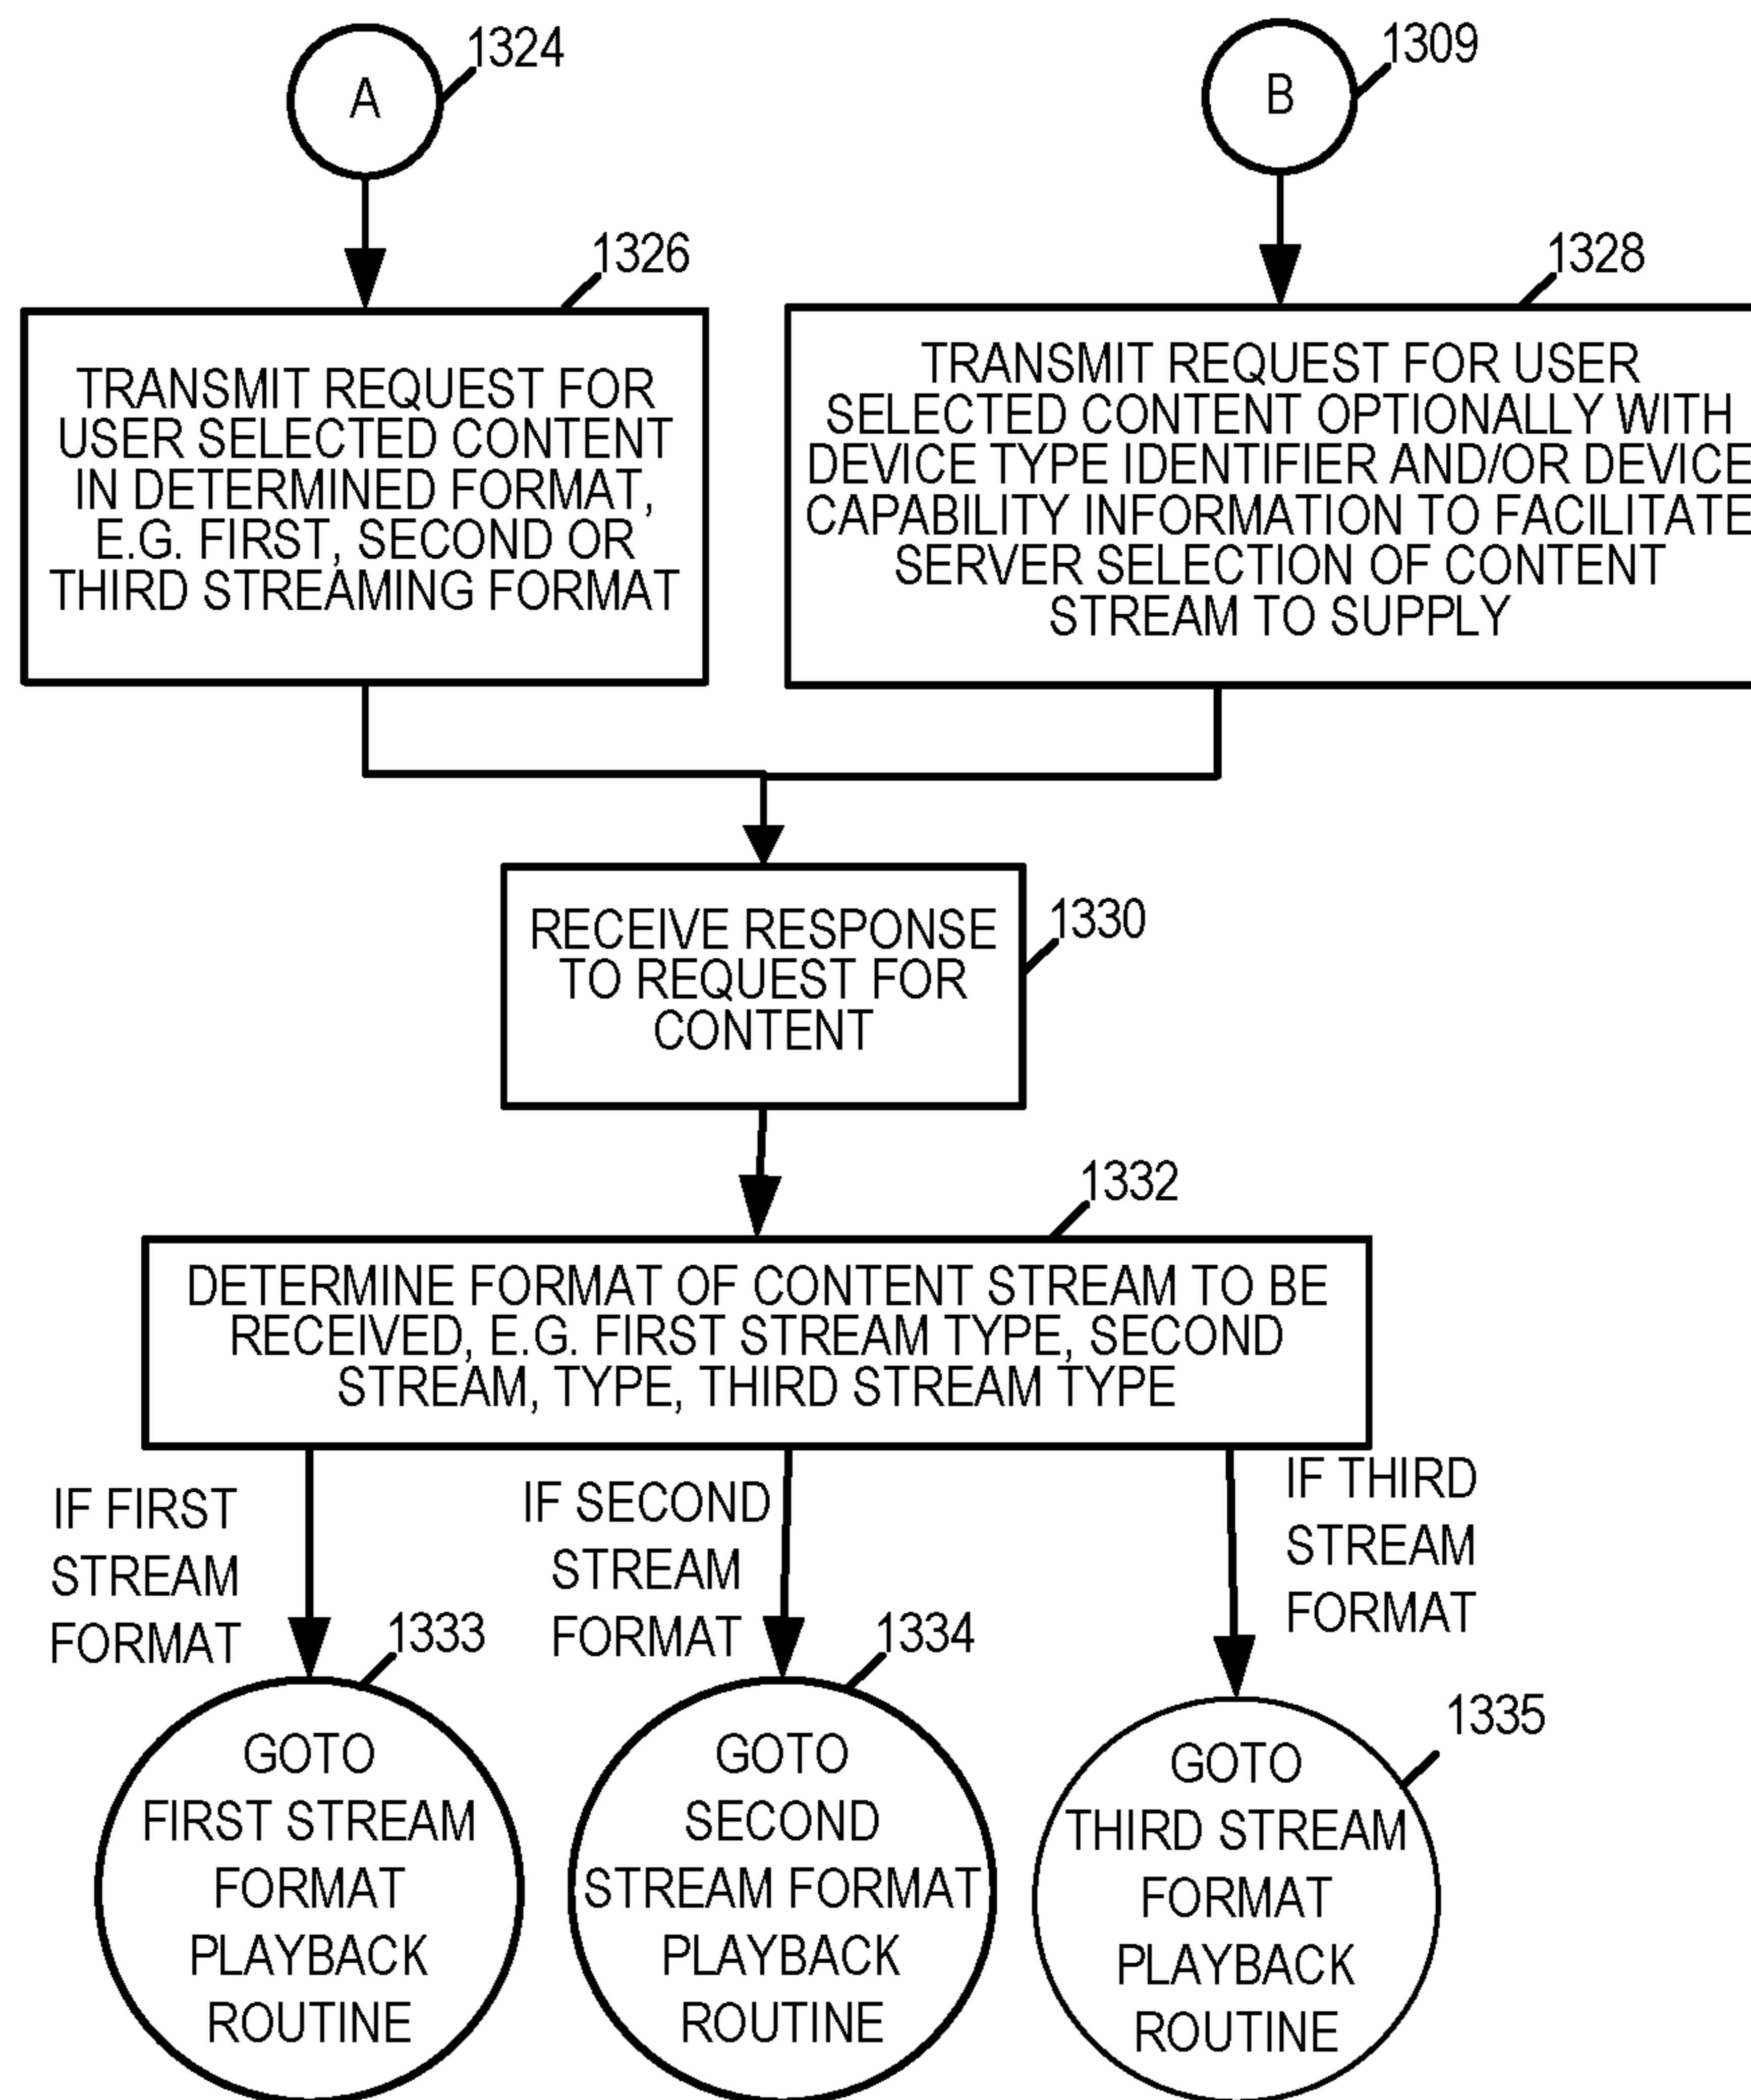 A
1324
B
1309
1326
TRANSMIT REQUEST FOR
USER SELECTED CONTENT
IN DETERMINED FORMAT,
E.G. FIRST, SECOND OR
THIRD STREAMING FORMAT
1328
TRANSMIT REQUEST FOR USER
SELECTED CONTENT OPTIONALLY WITH
DEVICE TYPE IDENTIFIER AND/OR DEVICE
CAPABILITY INFORMATION TO FACILITATE
SERVER SELECTION OF CONTENT
STREAM TO SUPPLY
RECEIVE RESPONSE
TO REQUEST FOR
CONTENT
1330
1332
DETERMINE FORMAT OF CONTENT STREAM TO BE
RECEIVED, E.G. FIRST STREAM TYPE, SECOND
STREAM, TYPE, THIRD STREAM TYPE
IF FIRST
STREAM
FORMAT
IF SECOND
STREAM
FORMAT
IF THIRD
STREAM
FORMAT
1333
GOTO
FIRST STREAM
FORMAT
PLAYBACK
ROUTINE
1334
GOTO
SECOND
STREAM FORMAT
PLAYBACK
ROUTINE
1335
GOTO
THIRD STREAM
FORMAT
PLAYBACK
ROUTINE